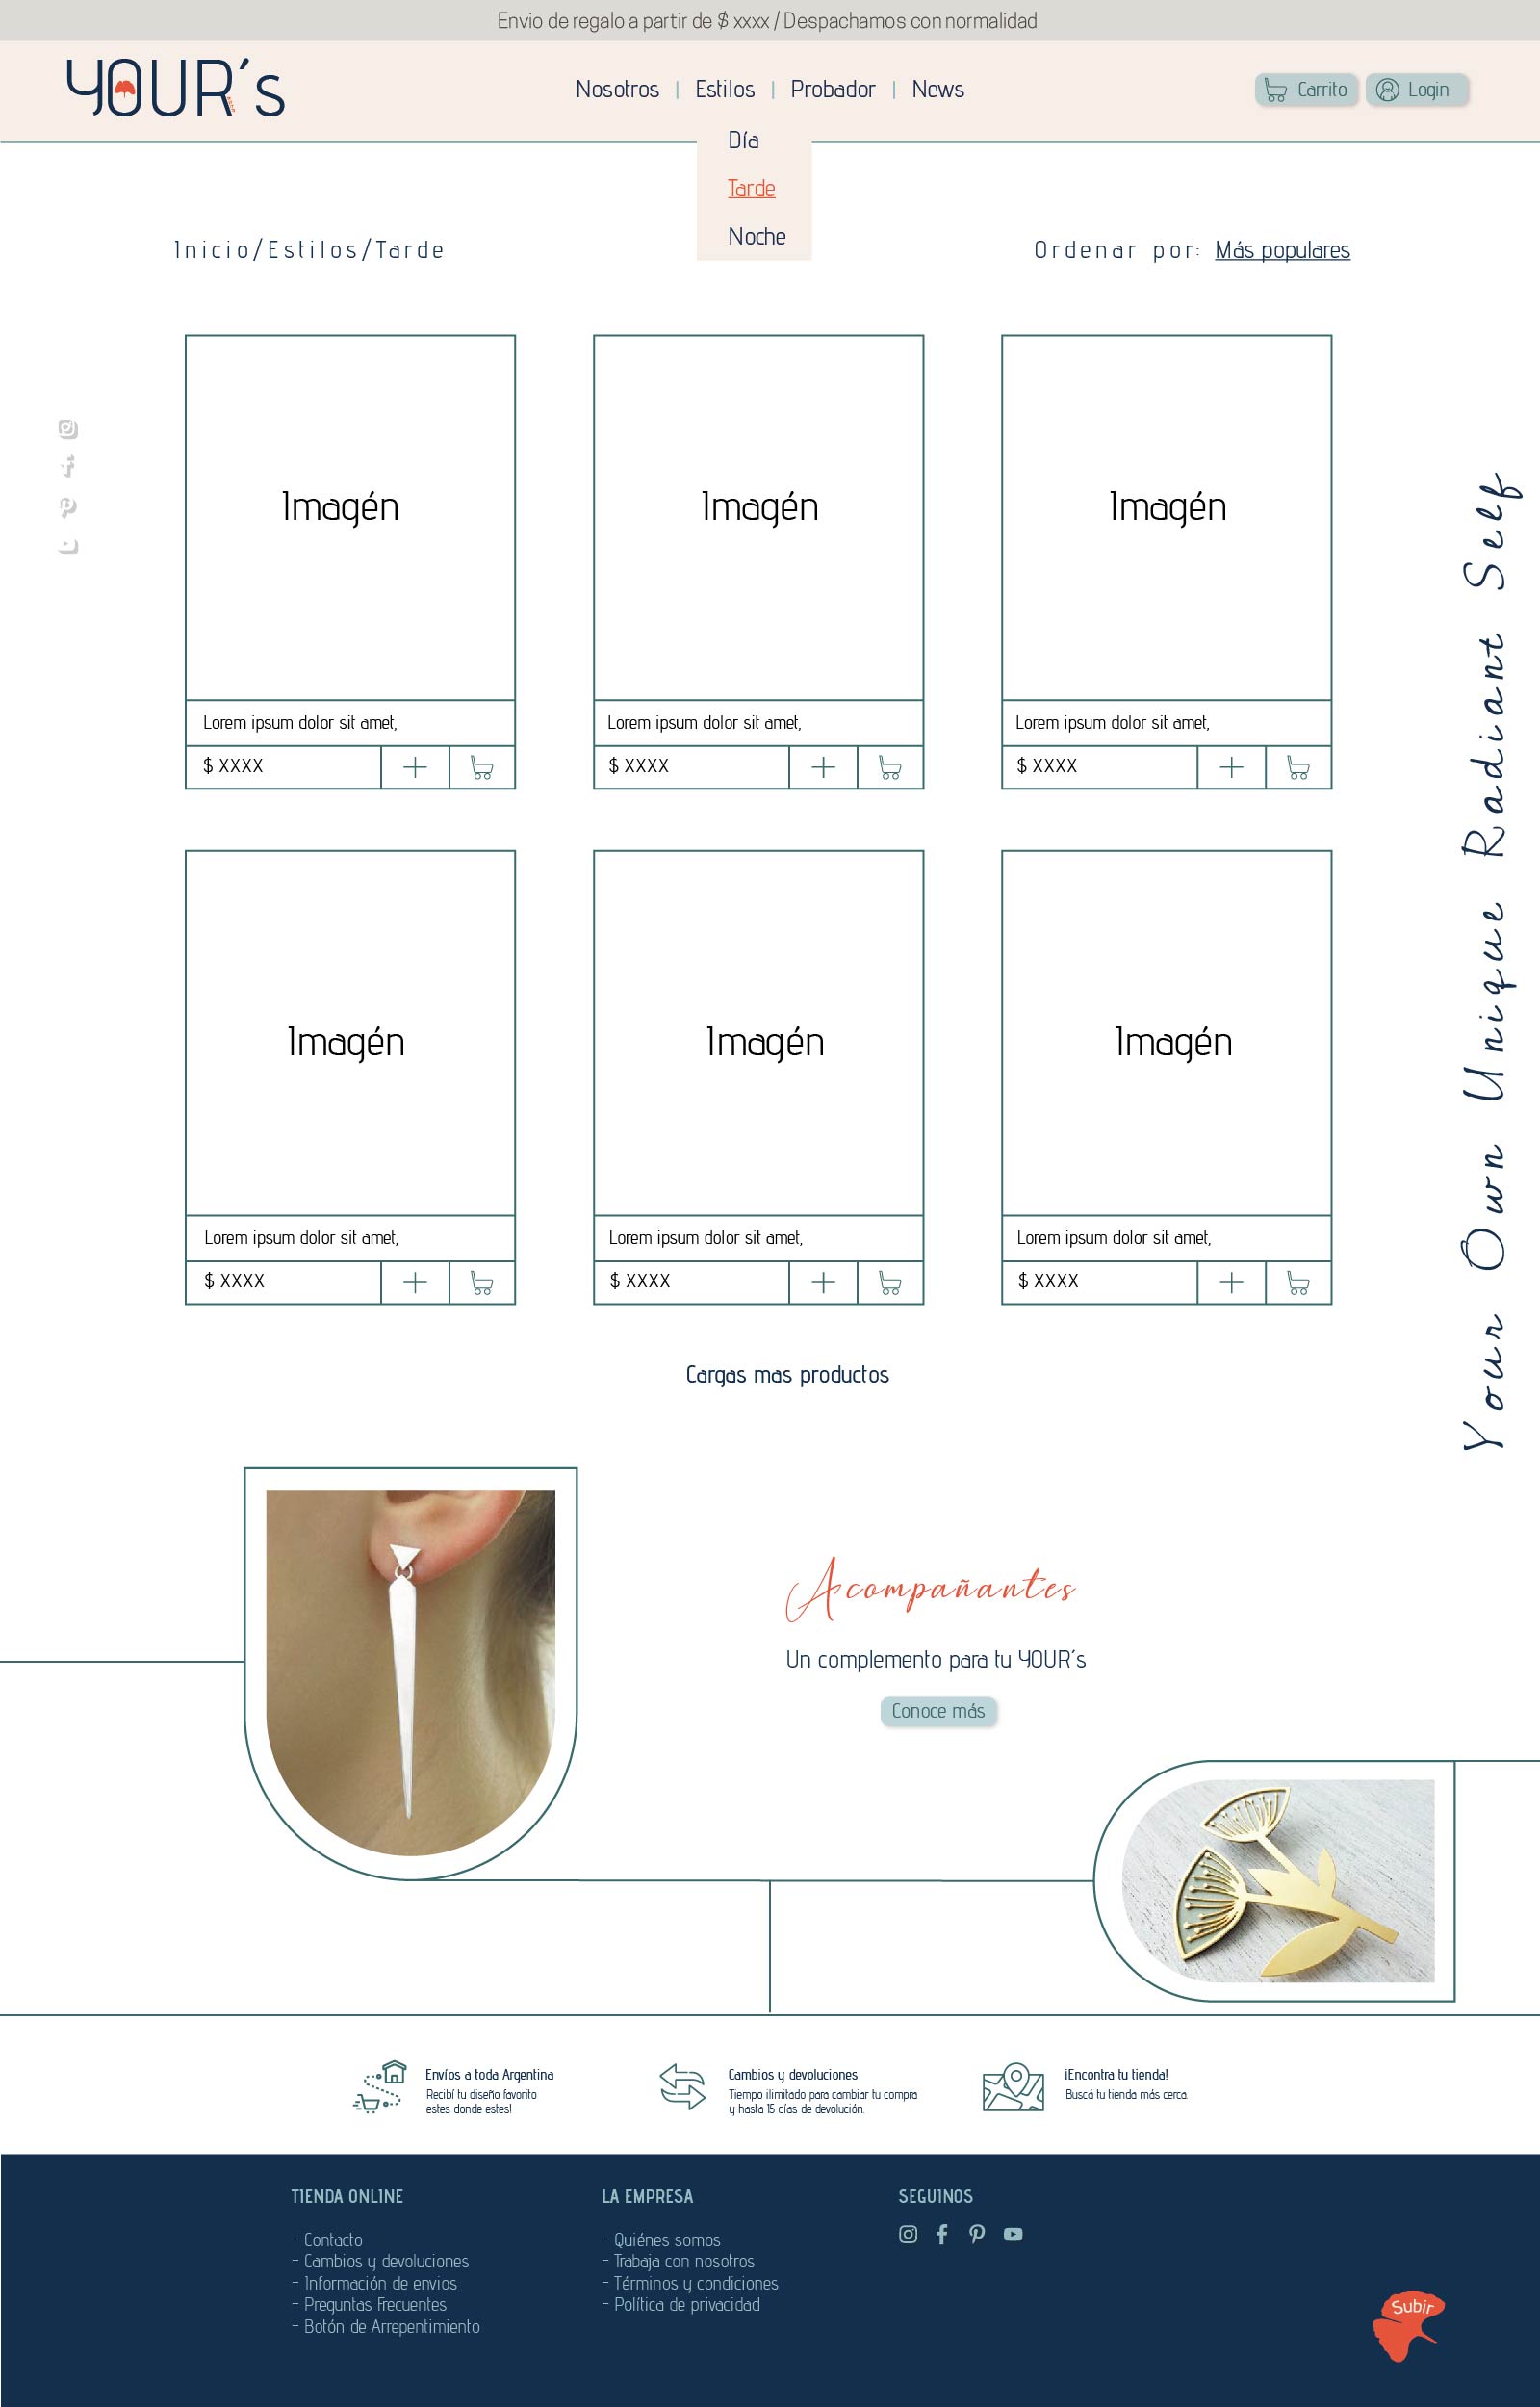 Envio de regalo a partir de $ xxxx / Despachamos con normalidad
YOUR´s
Nosotros | Estilos | Probador | News
Carrito
Login
Día
Tarde
Noche
Inicio/Estilos/Tarde
Ordenar por: Más populares
Imagén
Imagén
Imagén
Lorem ipsum dolor sit amet,
Lorem ipsum dolor sit amet,
Lorem ipsum dolor sit amet,
$ XXXX
$ XXXX
$ XXXX
Imagén
Imagén
Imagén
Lorem ipsum dolor sit amet,
Lorem ipsum dolor sit amet,
Lorem ipsum dolor sit amet,
$ XXXX
$ XXXX
$ XXXX
Your Own Unique Radiant Self
Cargas mas productos
Acompañantes
Un complemento para tu YOUR´s
Conoce más
Envíos a toda Argentina
Recibí tu diseño favorito
estes donde estes!
Cambios y devoluciones
Tiempo ilimitado para cambiar tu compra
y hasta 15 días de devolución.
¡Encontra tu tienda!
Buscá tu tienda más cerca.
TIENDA ONLINE
- Contacto
- Cambios y devoluciones
- Información de envios
- Preguntas Frecuentes
- Botón de Arrepentimiento
LA EMPRESA
- Quiénes somos
- Trabaja con nosotros
- Términos y condiciones
- Política de privacidad
SEGUINOS
Subir